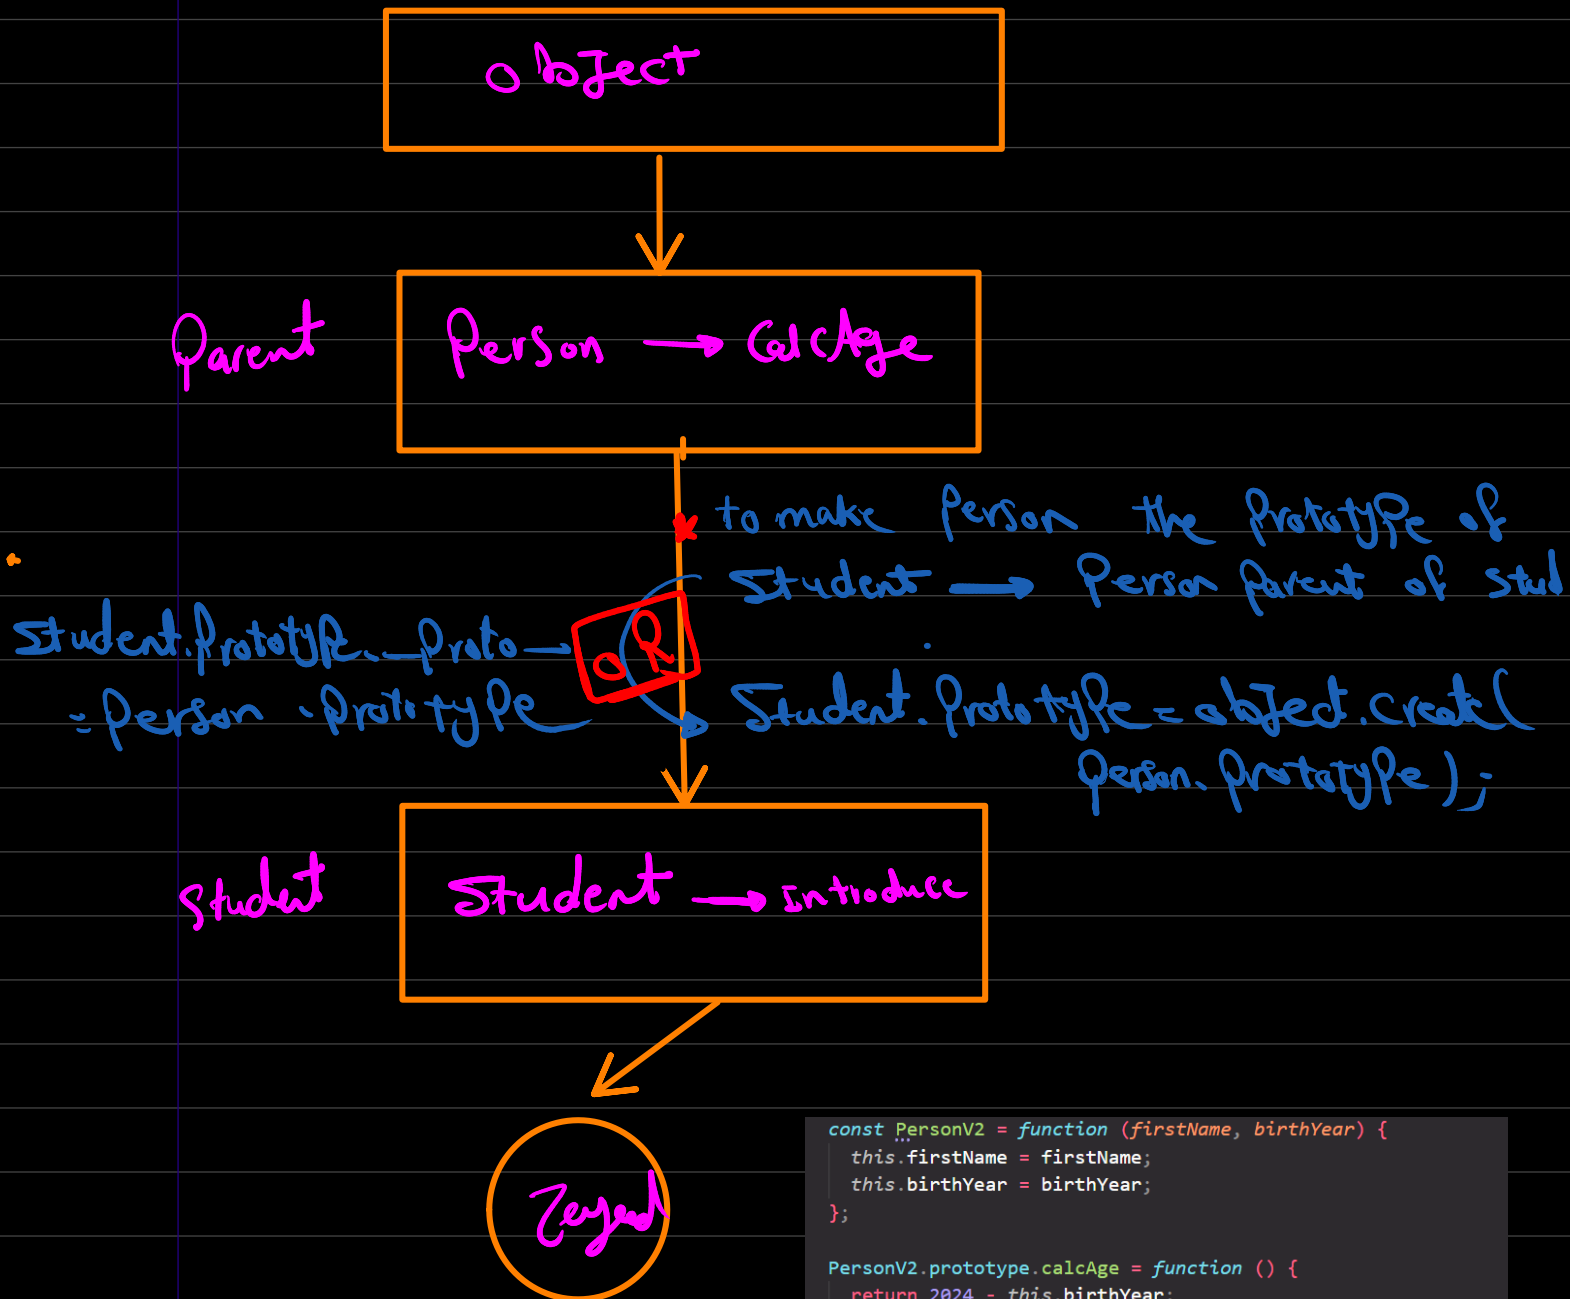 object
Parent
Person → CalcAge
to make Person the Prototype of
Student → Person Parent of Stud
Student.Prototype.__Proto →
= Person.Prototype
OR
Student.Prototype = object.create(
Person.Prototype);
Student
Student → Introduce
Zeyad
const PersonV2 = function (firstName, birthYear) {
this.firstName = firstName;
this.birthYear = birthYear;
};
PersonV2.prototype.calcAge = function () {
return 2024 - this.birthYear;